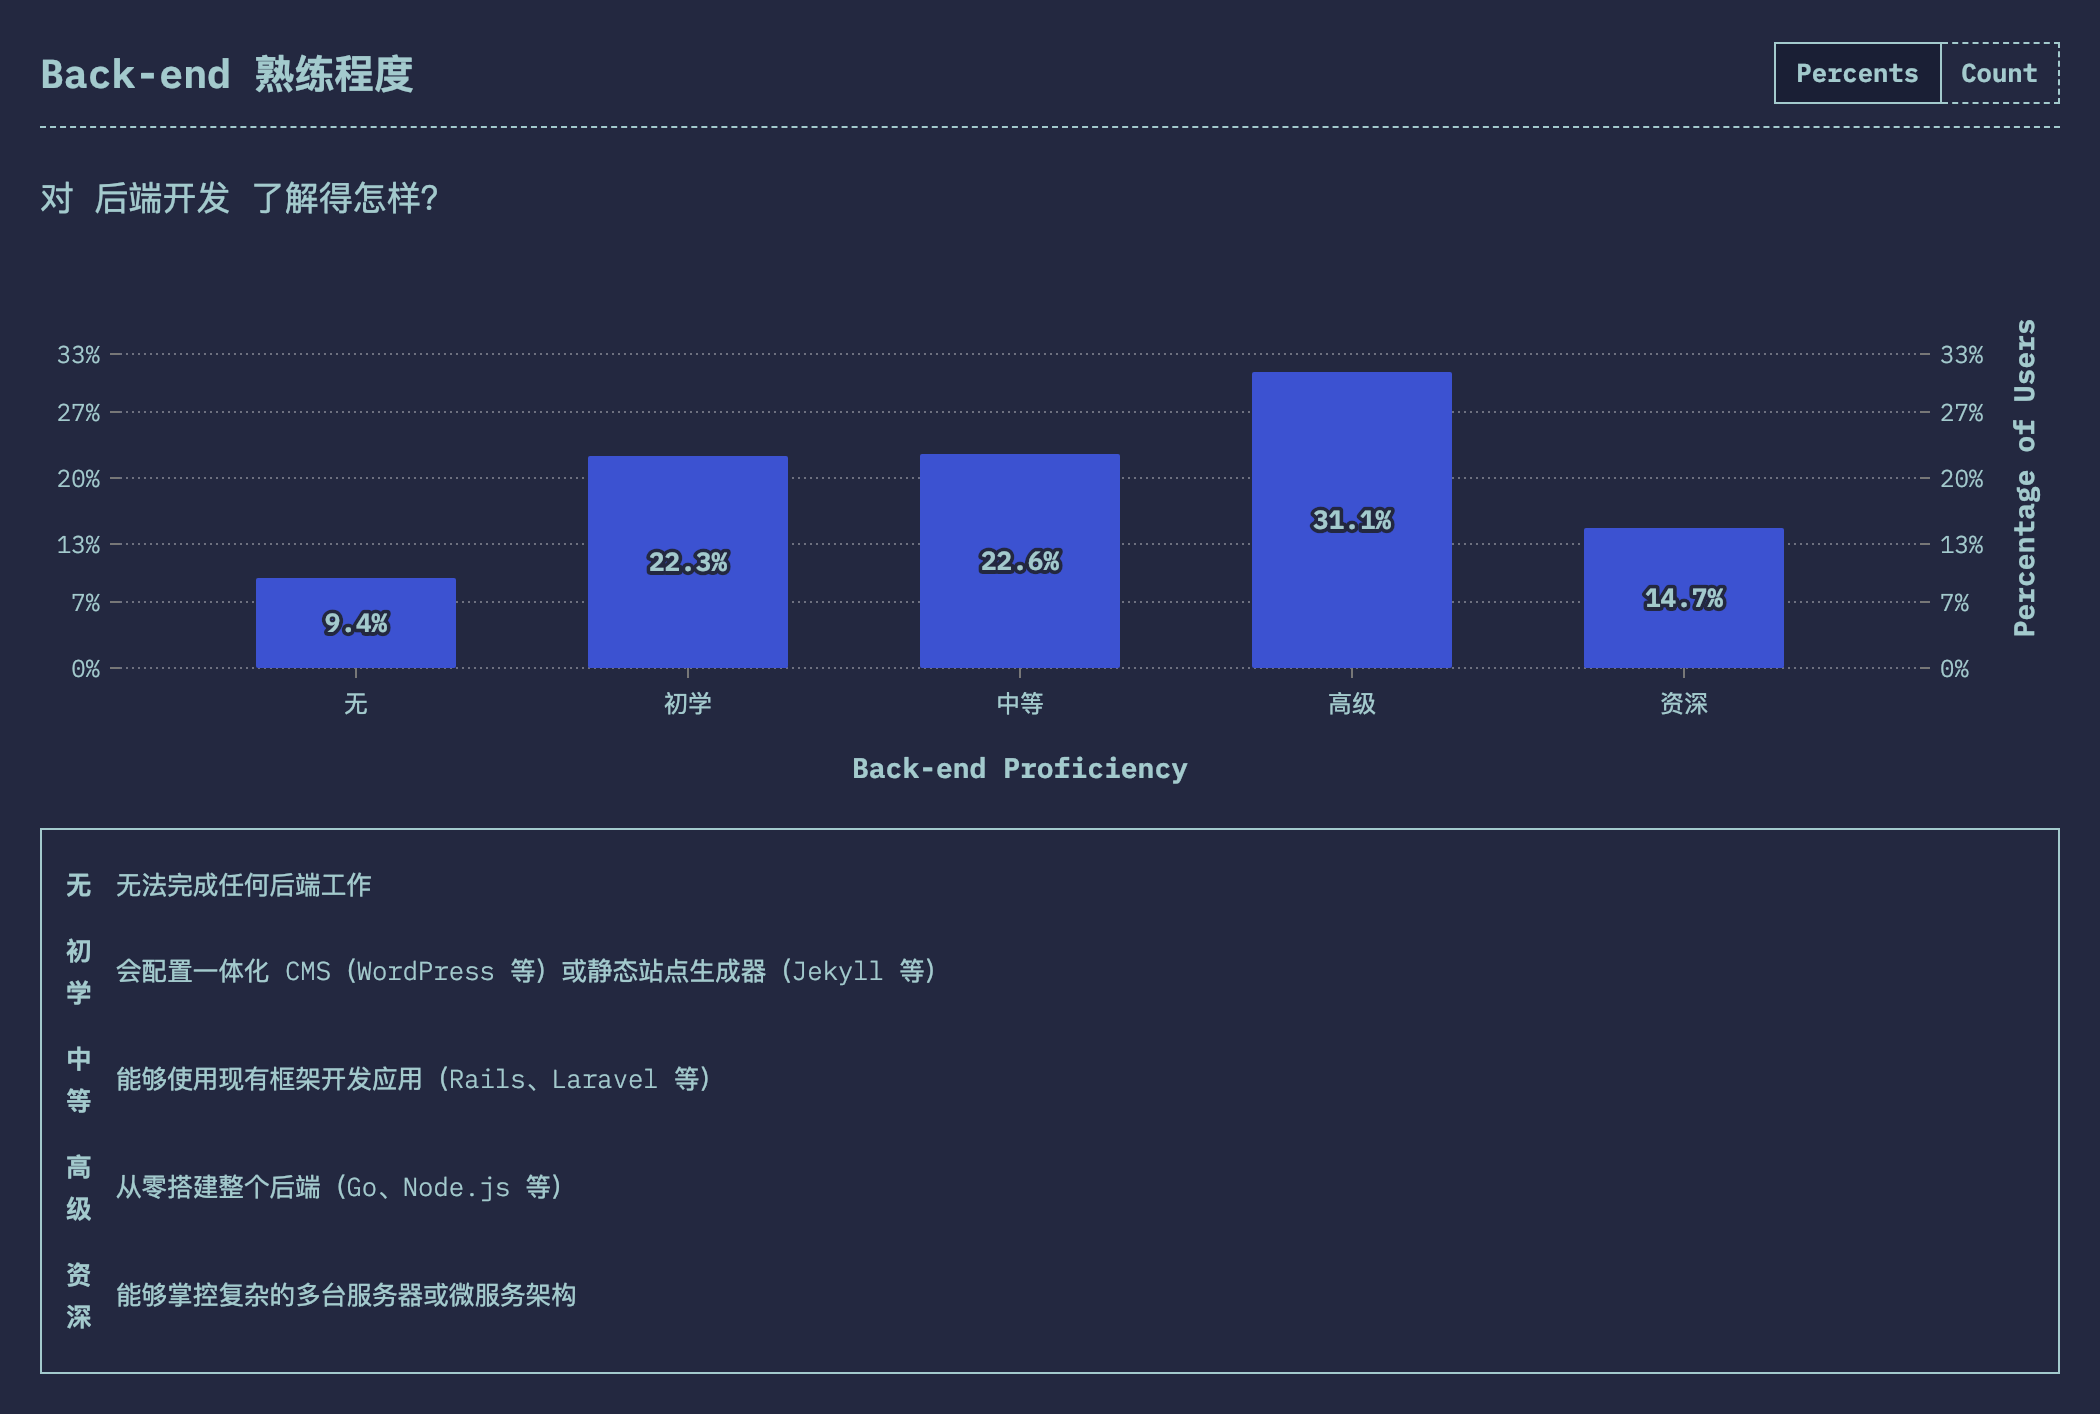 Back-end 熟练程度
Percents Count
对 后端开发 了解得怎样？
33% 33%
27% 27%
20% 20%
13% 13%
7% 7%
0% 0%
Percentage of Users
9.4% 22.3% 22.6% 31.1% 14.7%
无 初学 中等 高级 资深
Back-end Proficiency
无 无法完成任何后端工作
初学 会配置一体化 CMS（WordPress 等）或静态站点生成器（Jekyll 等）
中等 能够使用现有框架开发应用（Rails、Laravel 等）
高级 从零搭建整个后端（Go、Node.js 等）
资深 能够掌控复杂的多台服务器或微服务架构